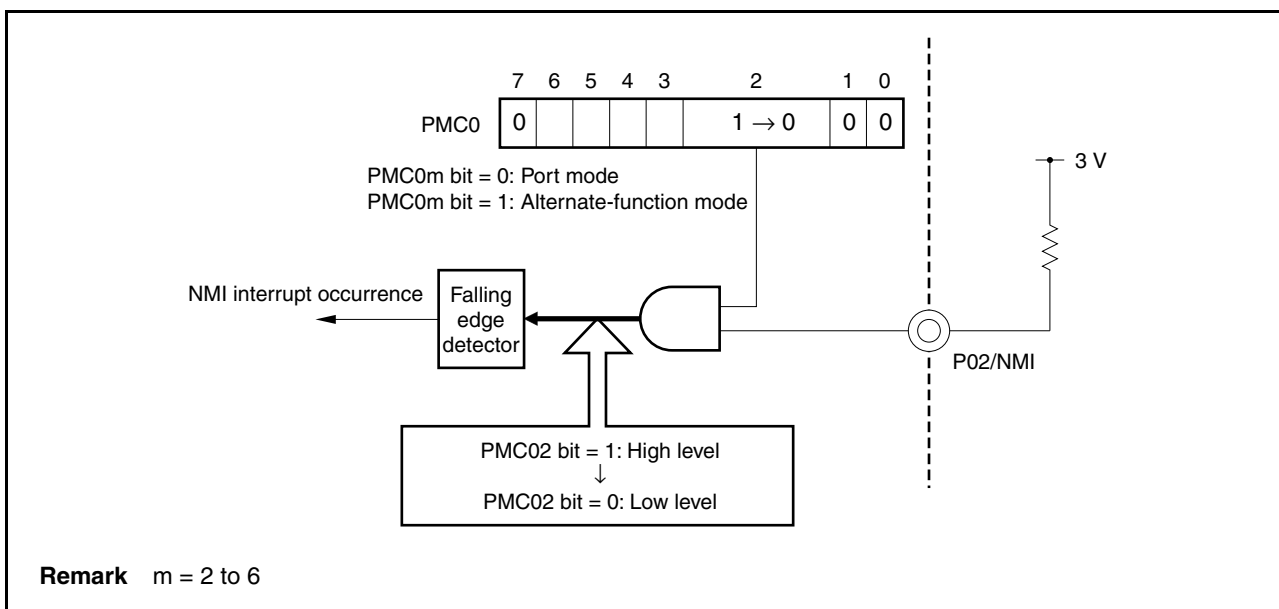 7 6 5 4 3 2 1 0
PMC0 0 1 → 0 0 0
3 V
PMC0m bit = 0: Port mode
PMC0m bit = 1: Alternate-function mode
NMI interrupt occurrence
Falling
edge
detector
P02/NMI
PMC02 bit = 1: High level
↓
PMC02 bit = 0: Low level
Remark m = 2 to 6